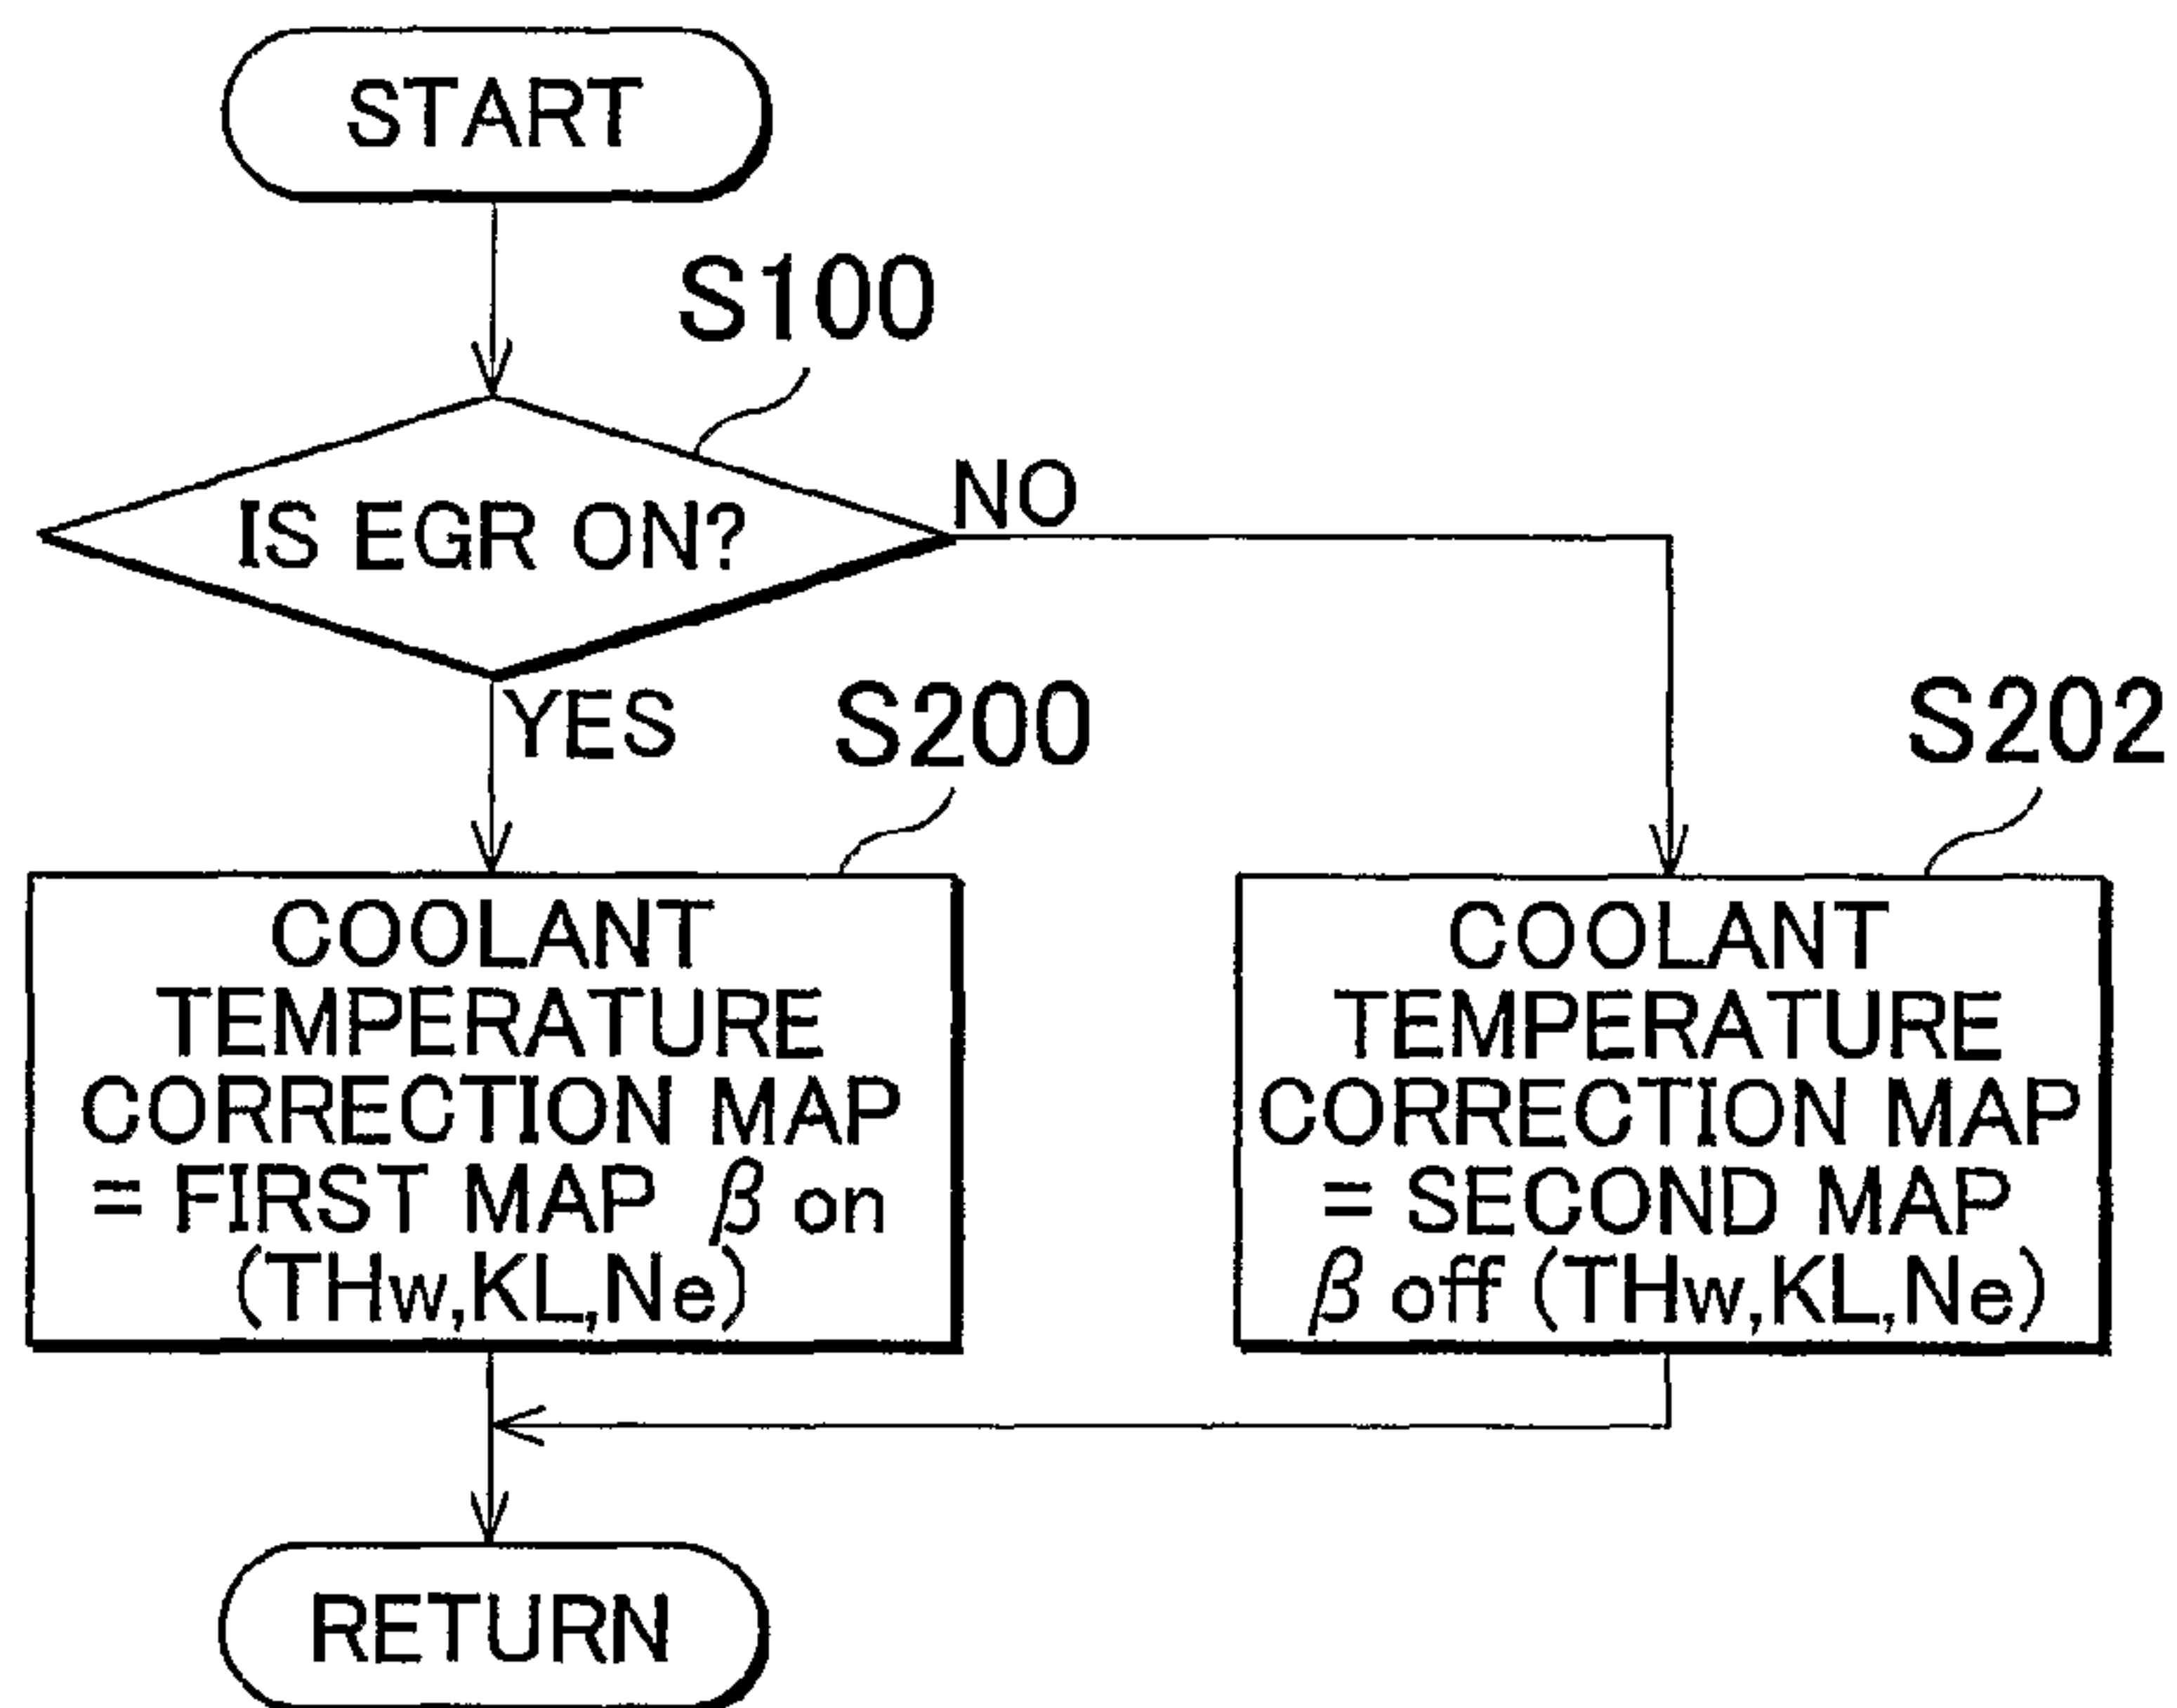 START
S100
IS EGR ON?
NO
YES
S200
S202
COOLANT
TEMPERATURE
CORRECTION MAP
= FIRST MAP β on
(THw,KL,Ne)
COOLANT
TEMPERATURE
CORRECTION MAP
= SECOND MAP
β off (THw,KL,Ne)
RETURN